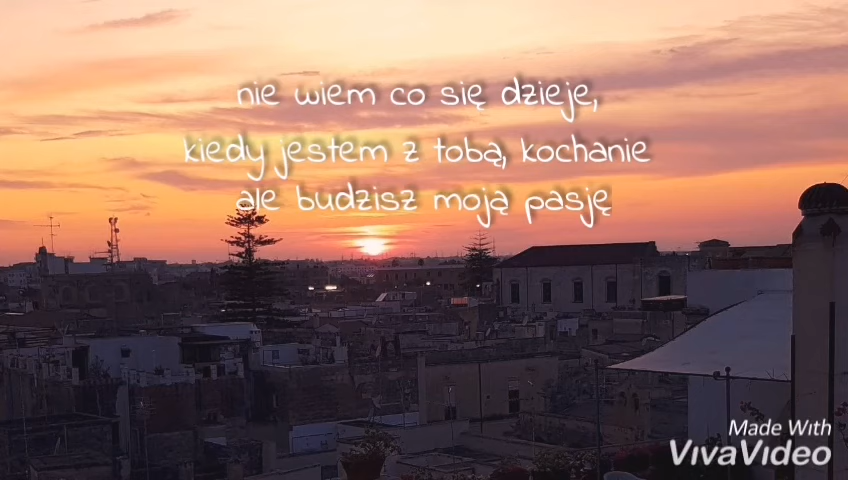 nie wiem co się dzieje,
kiedy jestem z tobą, kochanie
ale budzisz moją pasję
Made With
VivaVideo